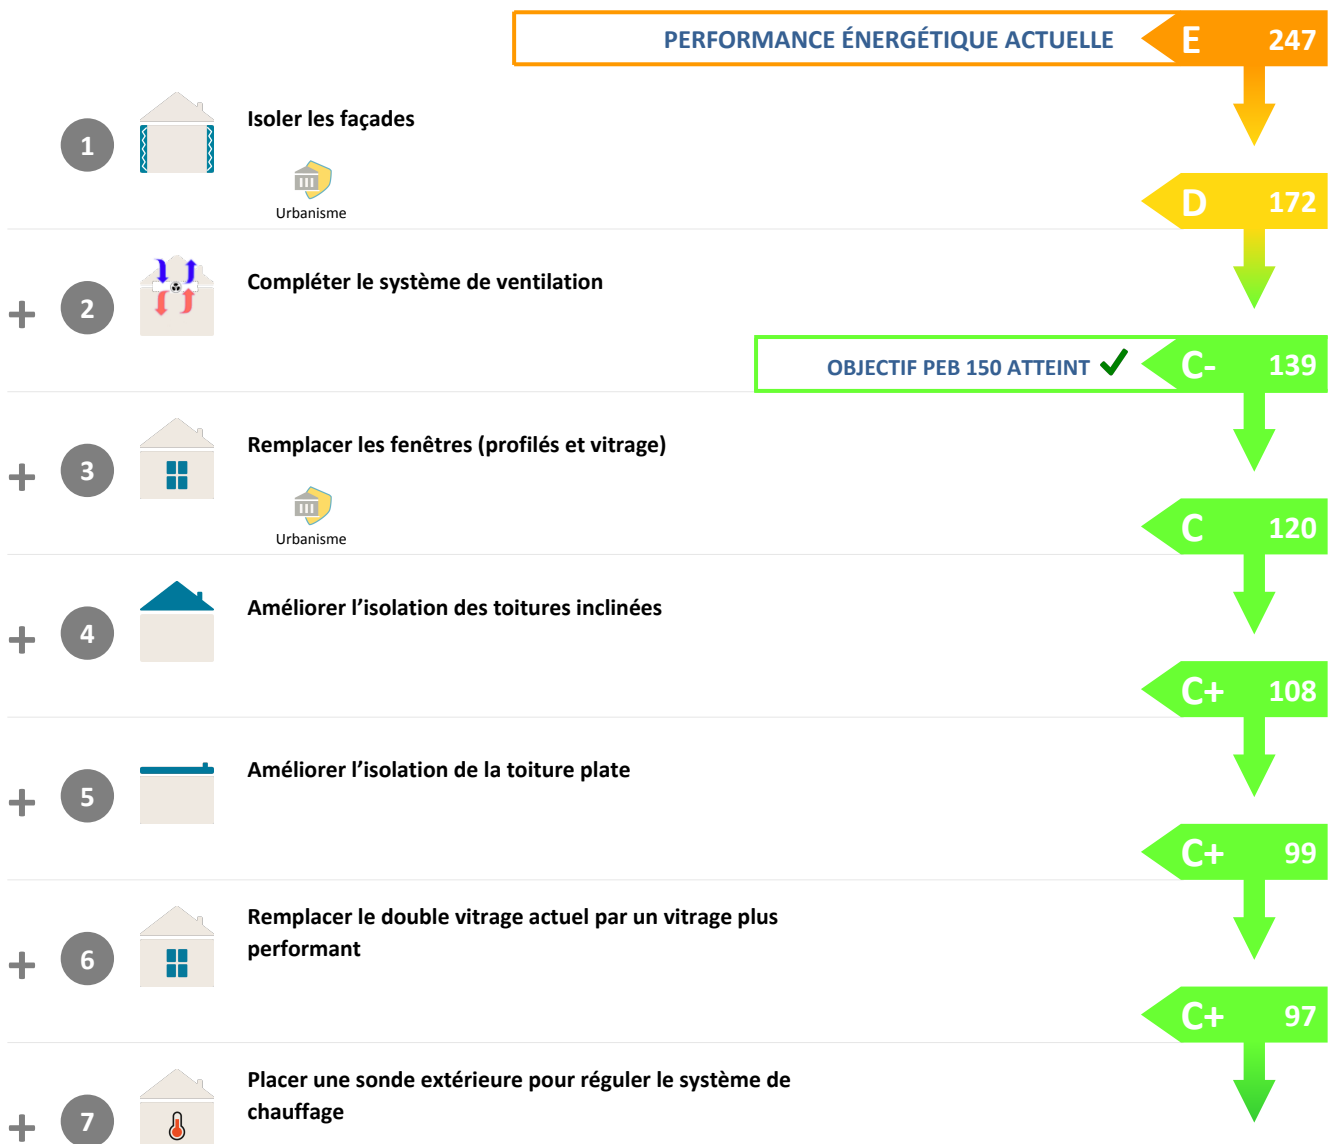 PERFORMANCE ÉNERGÉTIQUE ACTUELLE E 247
1 Isoler les façades
Urbanisme
D 172
+ 2 Compléter le système de ventilation
OBJECTIF PEB 150 ATTEINT ✔ C- 139
+ 3 Remplacer les fenêtres (profilés et vitrage)
Urbanisme
C 120
+ 4 Améliorer l’isolation des toitures inclinées
C+ 108
+ 5 Améliorer l’isolation de la toiture plate
C+ 99
+ 6 Remplacer le double vitrage actuel par un vitrage plus
performant
C+ 97
+ 7 Placer une sonde extérieure pour réguler le système de
chauffage